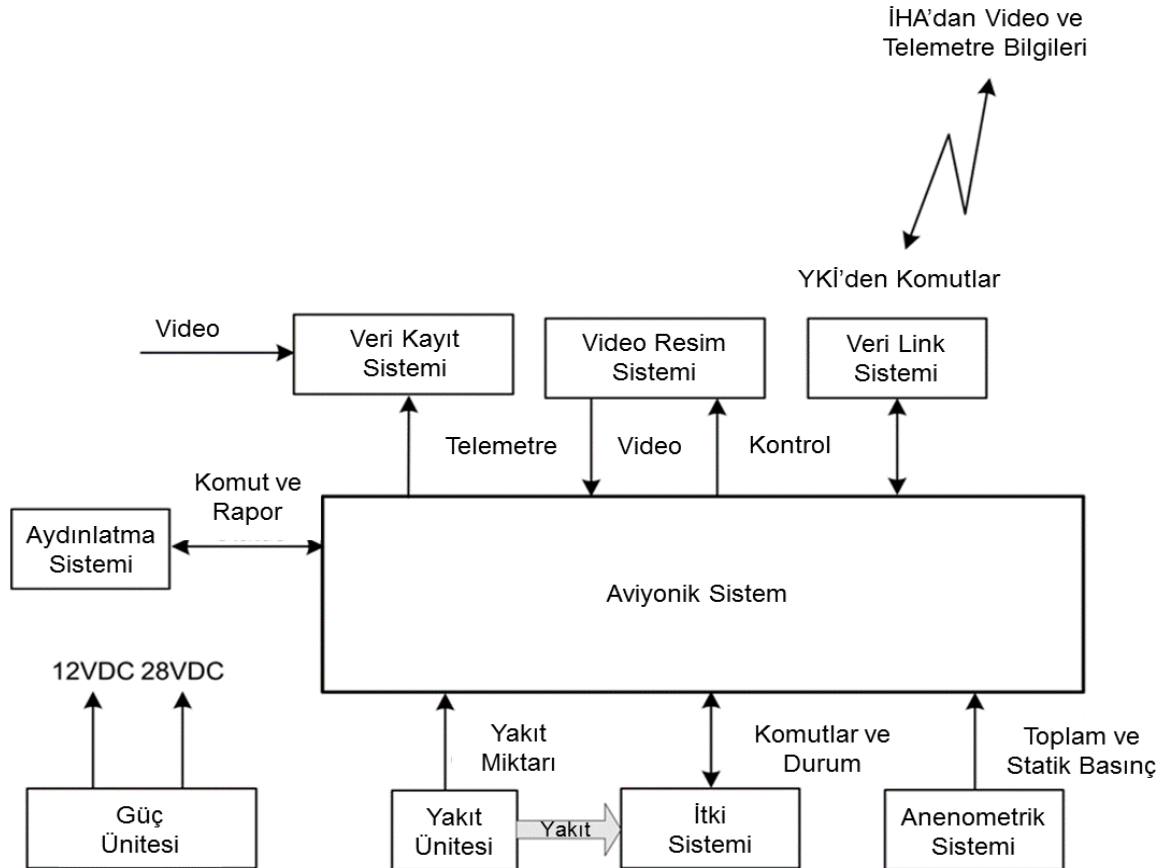 İHA’dan Video ve
Telemetre Bilgileri
YKİ’den Komutlar
Video
Veri Kayıt
Sistemi
Video Resim
Sistemi
Veri Link
Sistemi
Telemetre
Video
Kontrol
Komut ve
Rapor
Aydınlatma
Sistemi
Aviyonik Sistem
12VDC 28VDC
Yakıt
Miktarı
Komutlar ve
Durum
Toplam ve
Statik Basınç
Güç
Ünitesi
Yakıt
Ünitesi
Yakıt
İtki
Sistemi
Anenometrik
Sistemi